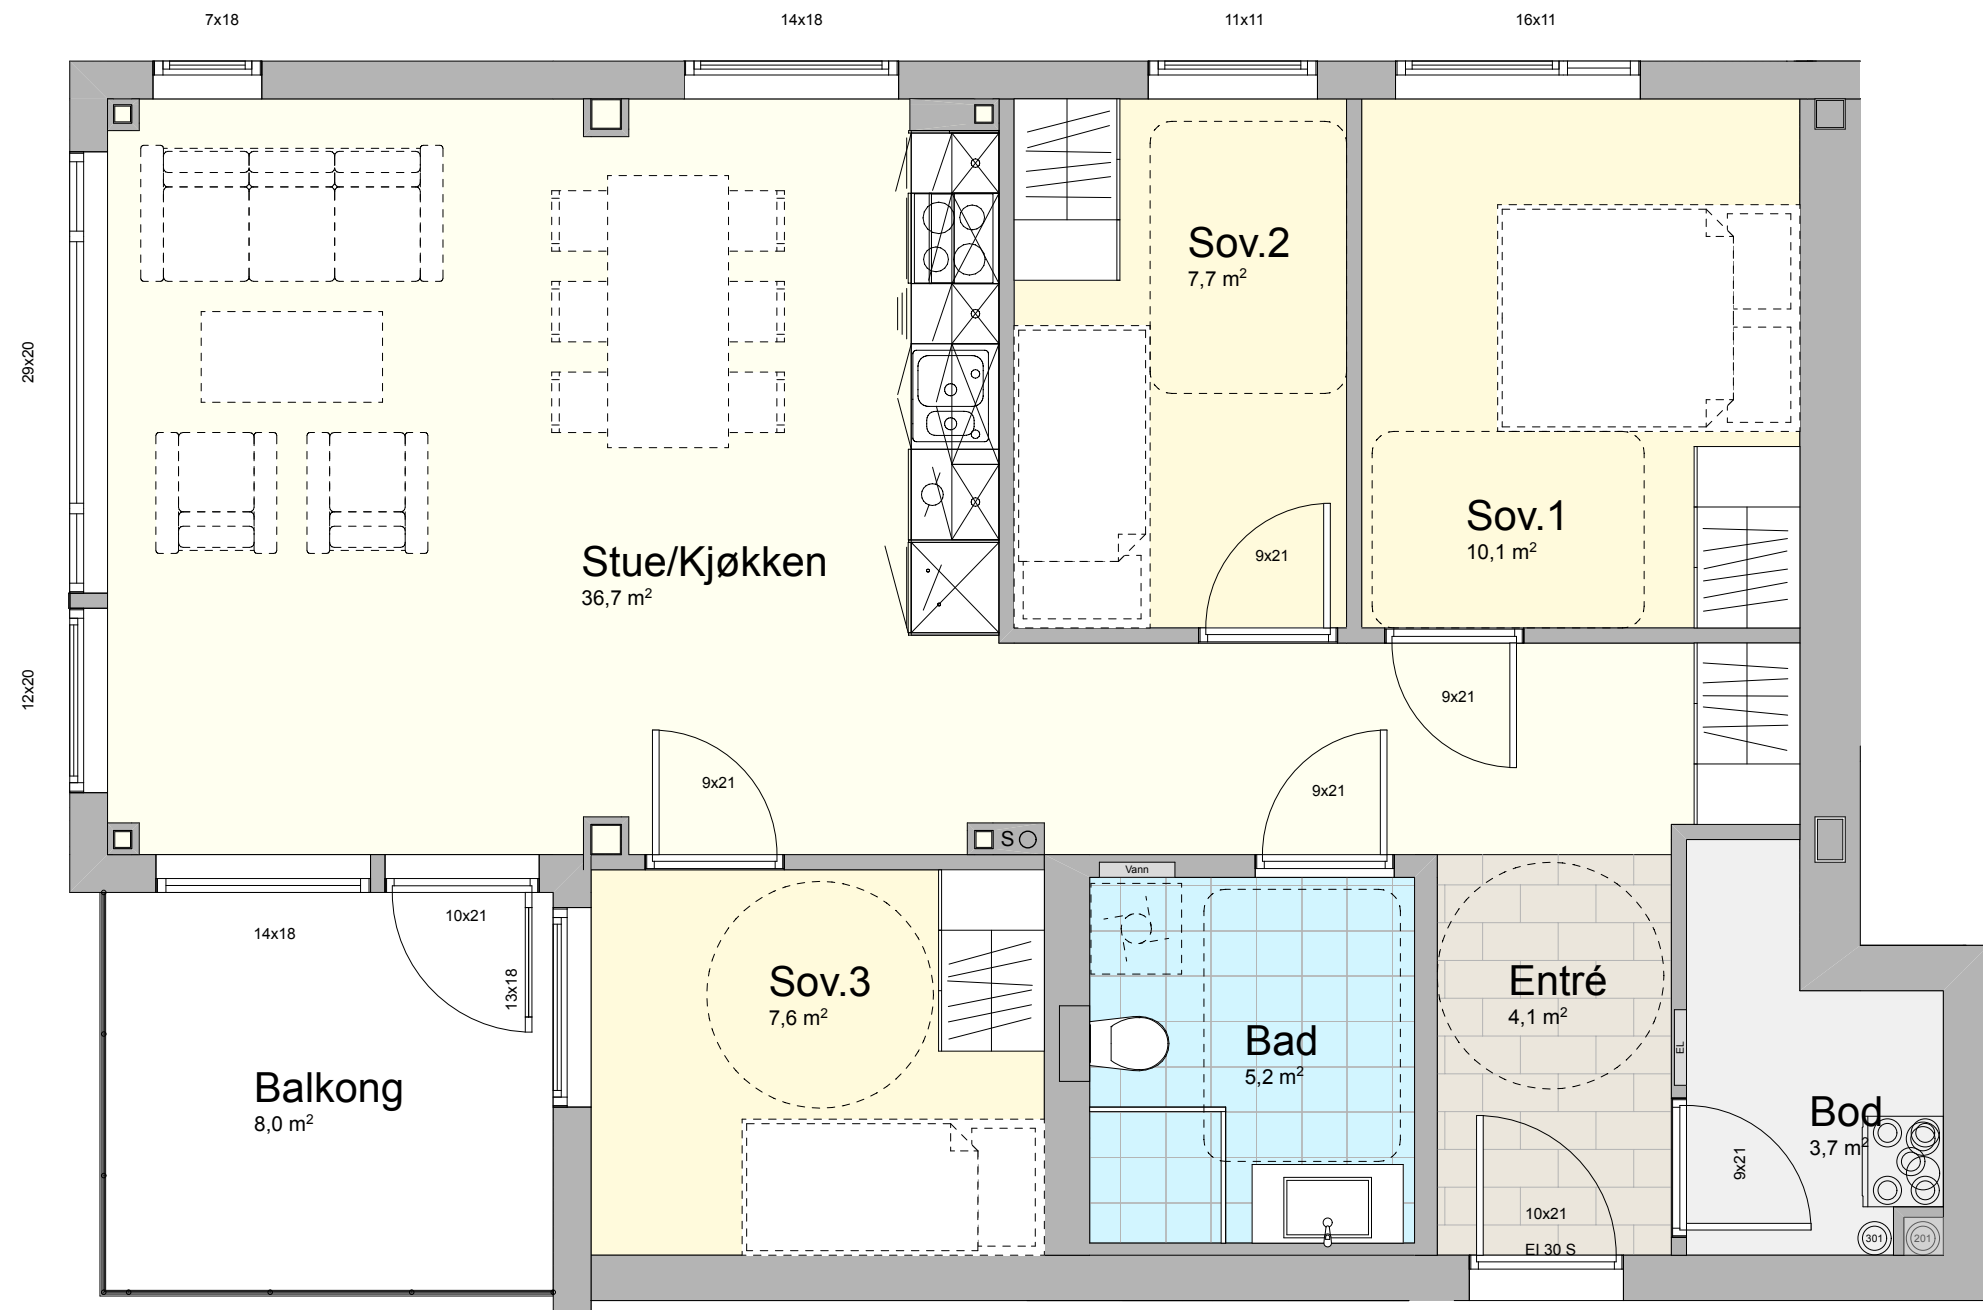 7x18
14x18
11x11
16x11
29x20
12x20
Sov.2
7,7 m²
Sov.1
10,1 m²
Stue/Kjøkken
36,7 m²
9x21
9x21
9x21
9x21
S
Vann
14x18
10x21
13x18
Sov.3
7,6 m²
Balkong
8,0 m²
Bad
5,2 m²
Entré
4,1 m²
EL
Bod
3,7 m²
9x21
10x21
EI 30 S
301
201